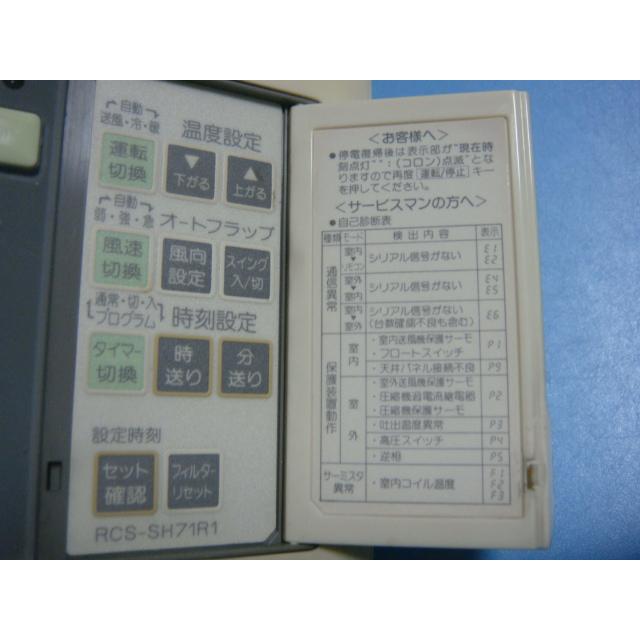 自動
送風・冷・暖
温度設定
運転
切換
▼
下がる
▲
上がる
自動
弱・強・急
オートフラップ
風速
切換
風向
設定
スイング
入/切
通常・切・入
プログラム
時刻設定
タイマー
切換
時
送り
分
送り
設定時刻
セット
確認
フィルター
リセット
RCS-SH71R1
<お客様へ>
●停電復帰後は表示部が"現在時
刻点灯":(コロン)点滅"とな
りますので再度[運転/停止]キー
を押してください。
<サービスマンの方へ>
●自己診断表
種類 モード 検出内容 表示
通信異常
室内▼リモコン シリアル信号がない E1 E2
室外▼室内 シリアル信号がない E4 E5
室内▼室外 シリアル信号がない (台数確認不良も含む) E6
保護装置動作
室内
・室内送風機保護サーモ
・フロートスイッチ
P1
・天井パネル接続不良 P9
室外
・室外送風機保護サーモ
・圧縮機過電流継電器
・圧縮機保護サーモ
P2
・吐出温度異常 P3
・高圧スイッチ P4
・逆相 P5
サーミスタ異常
・室内コイル温度
F1
F2
F3